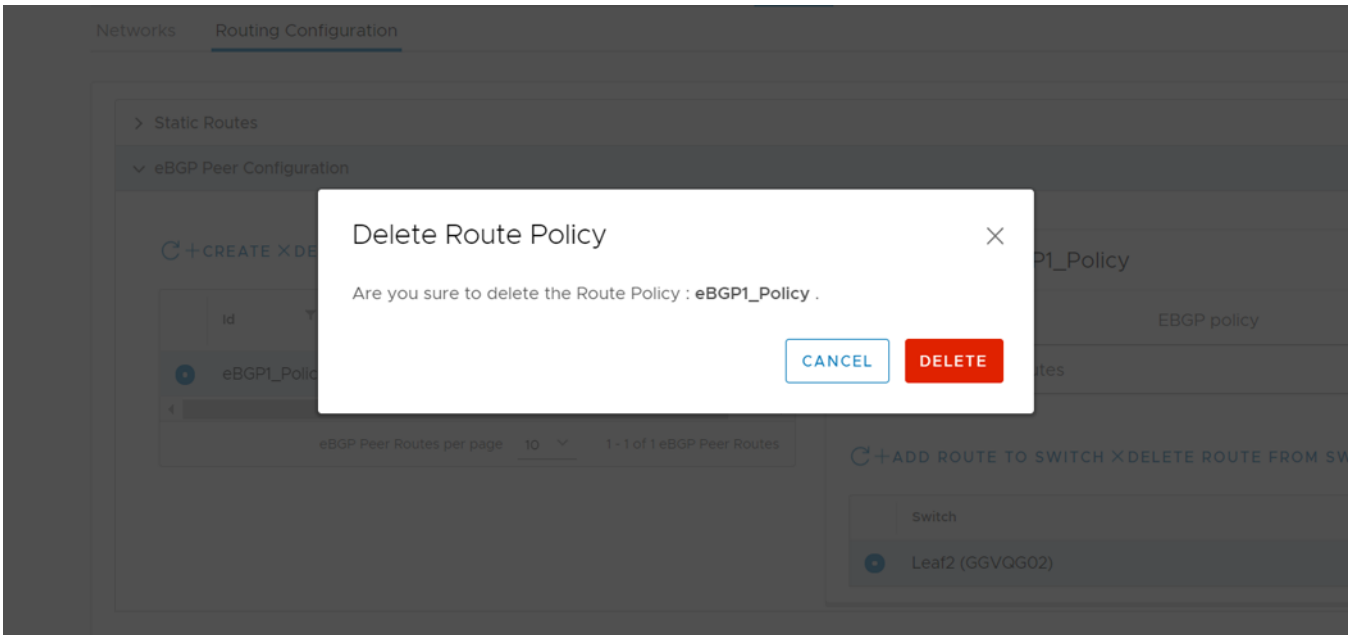 Networks Routing Configuration
> Static Routes
eBGP Peer Configuration
Delete Route Policy
Are you sure to delete the Route Policy : eBGP1_Policy .
CANCEL DELETE
+CREATE ×DE
P1_Policy
Id
EBGP policy
eBGP1_Polic
utes
eBGP Peer Routes per page 10 1 - 1 of 1 eBGP Peer Routes
+ADD ROUTE TO SWITCH ×DELETE ROUTE FROM SW
Switch
Leaf2 (GGVQG02)